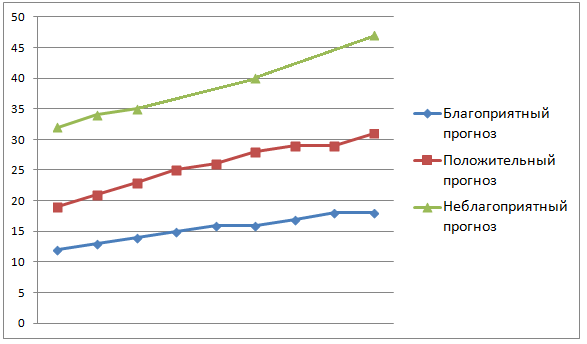 50
45
40
35
30
25
20
15
10
5
0
Благоприятный
прогноз
Положительный
прогноз
Неблагоприятный
прогноз